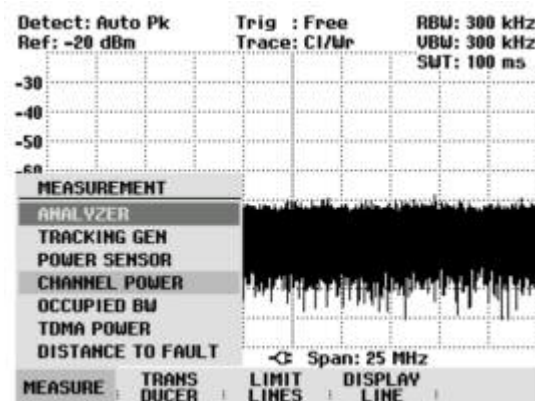 Detect: Auto Pk Trig : Free RBW: 300 kHz
Ref: -20 dBm Trace: Cl/Wr VBW: 300 kHz
SWT: 100 ms
-30
-40
-50
-60
MEASUREMENT
ANALYZER
TRACKING GEN
POWER SENSOR
CHANNEL POWER
OCCUPIED BW
TDMA POWER
DISTANCE TO FAULT
Span: 25 MHz
MEASURE TRANS DUCER LIMIT LINES DISPLAY LINE